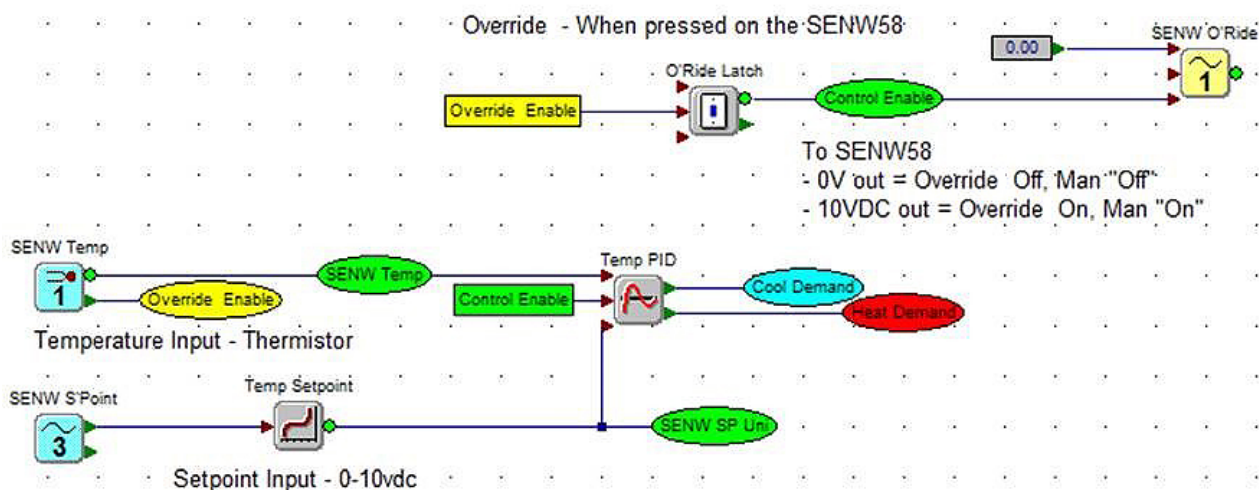 Override - When pressed on the SENW58
SENW O'Ride
0.00
1
O'Ride Latch
Override Enable
Control Enable
To SENW58
- 0V out = Override Off, Man "Off"
- 10VDC out = Override On, Man "On"
SENW Temp
1
SENW Temp
Temp PID
Override Enable
Control Enable
Cool Demand
Heat Demand
Temperature Input - Thermistor
SENW S'Point
Temp Setpoint
3
SENW SP Uni
Setpoint Input - 0-10vdc